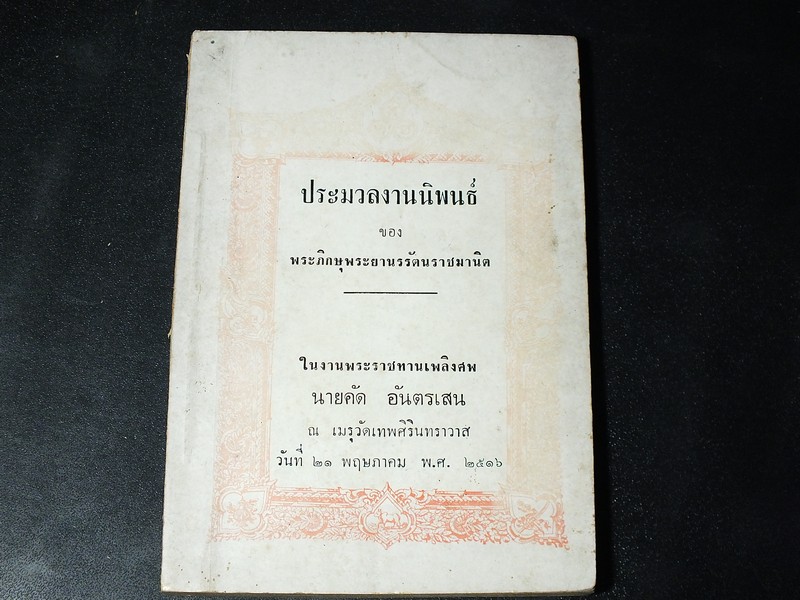 ประมวลงานนิพนธ์
ของ
พระภิกษุพระยานรรัตนราชมานิต
ในงานพระราชทานเพลิงศพ
นายคัด อันตรเสน
ณ เมรุวัดเทพศิรินทราวาส
วันที่ ๒๑ พฤษภาคม พ.ศ. ๒๕๑๖